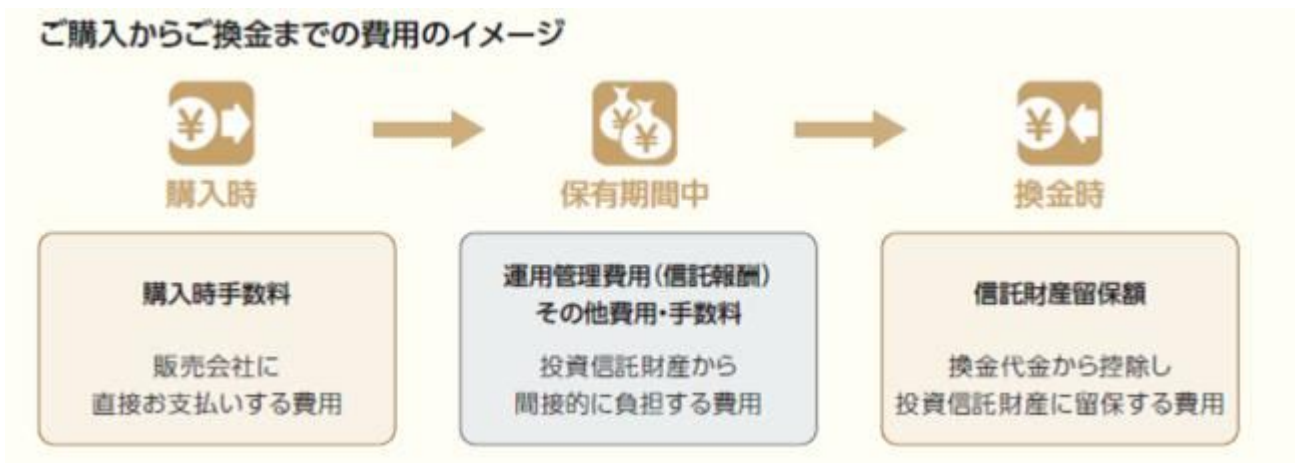 ご購入からご換金までの費用のイメージ
購入時
保有期間中
換金時
購入時手数料
販売会社に
直接お支払いする費用
運用管理費用(信託報酬)
その他費用・手数料
投資信託財産から
間接的に負担する費用
信託財産留保額
換金代金から控除し
投資信託財産に留保する費用